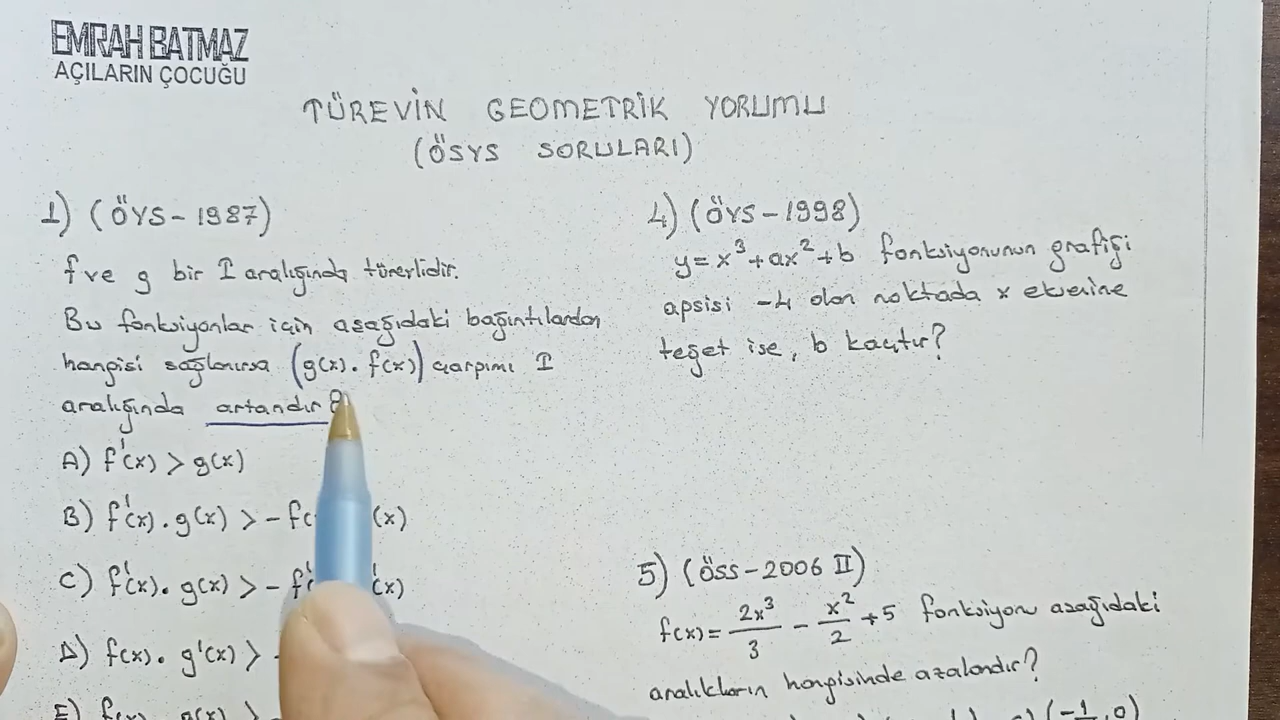 EMRAH BATMAZ
AÇILARIN ÇOCUĞU
TÜREVİN GEOMETRİK YORUMU
(ÖSYS SORULARI)
1) (ÖYS-1987)
f ve g bir I aralığında türevlidir.
Bu fonksiyonlar için aşağıdaki bağıntılardan
hangisi sağlanırsa (g(x).f(x)) çarpımı I
aralığında artandır?
A) f'(x) > g(x)
B) f'(x).g(x) > -f( (x)
C) f'(x).g(x) > -f' '(x)
D) f(x).g'(x) >
E)
4) (ÖYS-1998)
y=x³+ax²+b fonksiyonunun grafiği
apsisi -4 olan noktada x eksenine
teğet ise, b kaçtır?
5) (ÖSS-2006 II)
f(x)= 2x³/3 - x²/2 +5 fonksiyonu aşağıdaki
aralıkların hangisinde azalandır?
(-1 ,0)